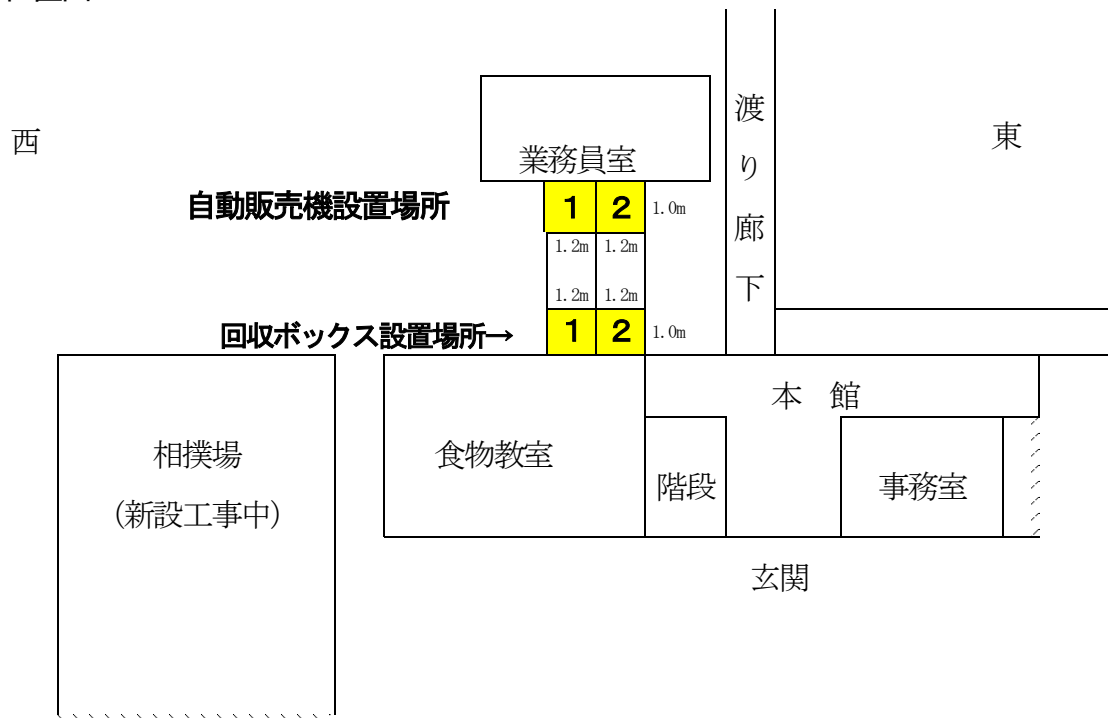 西
東
渡り廊下
業務員室
自動販売機設置場所
1 2 1.0m
1.2m 1.2m
1.2m 1.2m
回収ボックス設置場所→
1 2 1.0m
本 館
相撲場
(新設工事中)
食物教室
階段
事務室
玄関